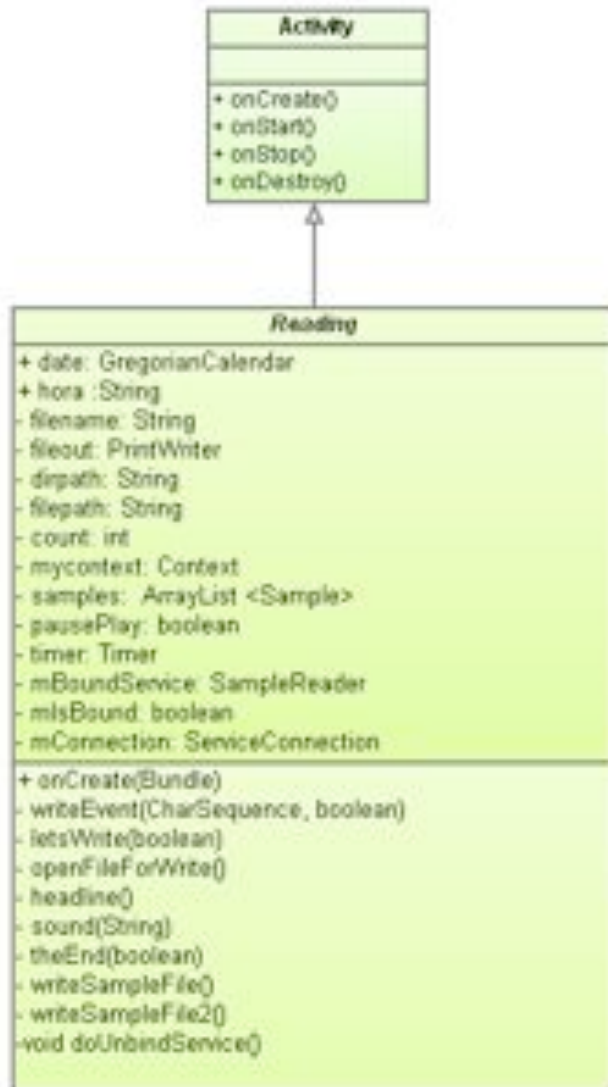 Activity
+ onCreate()
+ onStart()
+ onStop()
+ onDestroy()
Reading
+ date: GregorianCalendar
+ hora :String
- filename: String
- fileout: PrintWriter
- dirpath: String
- filepath: String
- count: int
- mycontext: Context
- samples: ArrayList <Sample>
- pausePlay: boolean
- timer: Timer
- mBoundService: SampleReader
- mIsBound: boolean
- mConnection: ServiceConnection
+ onCreate(Bundle)
- writeEvent(CharSequence, boolean)
- letsWrite(boolean)
- openFileForWrite()
- headline()
- sound(String)
- theEnd(boolean)
- writeSampleFile()
- writeSampleFile2()
-void doUnbindService()